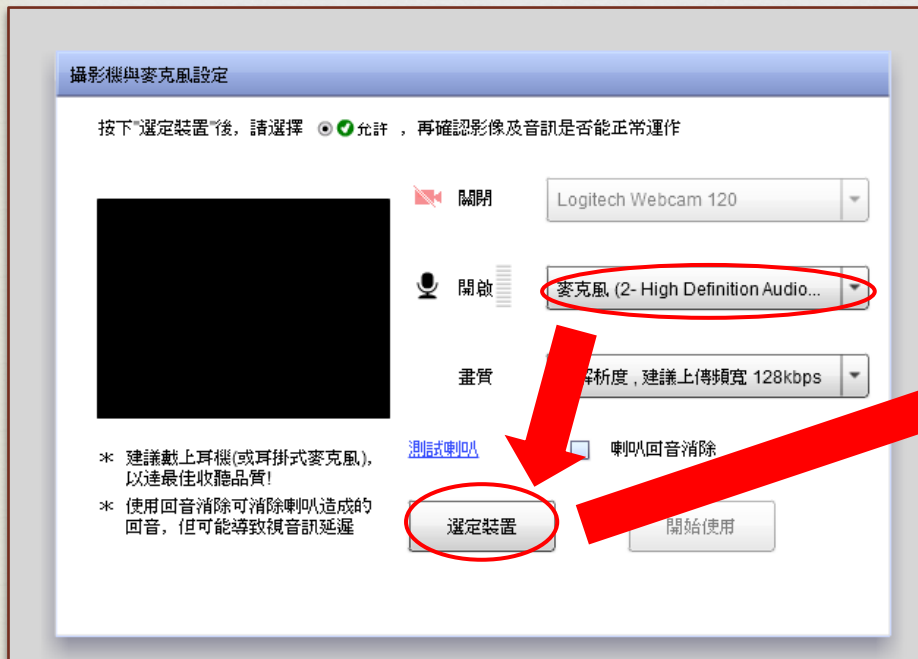 攝影機與麥克風設定
按下"選定裝置"後, 請選擇 允許 , 再確認影像及音訊是否能正常運作
關閉 Logitech Webcam 120
開啟 麥克風 (2- High Definition Audio...
畫質 解析度 , 建議上傳頻寬 128kbps
測試喇叭 喇叭回音消除
* 建議戴上耳機(或耳掛式麥克風),
以達最佳收聽品質!
* 使用回音消除可消除喇叭造成的
回音, 但可能導致視音訊延遲
選定裝置 開始使用